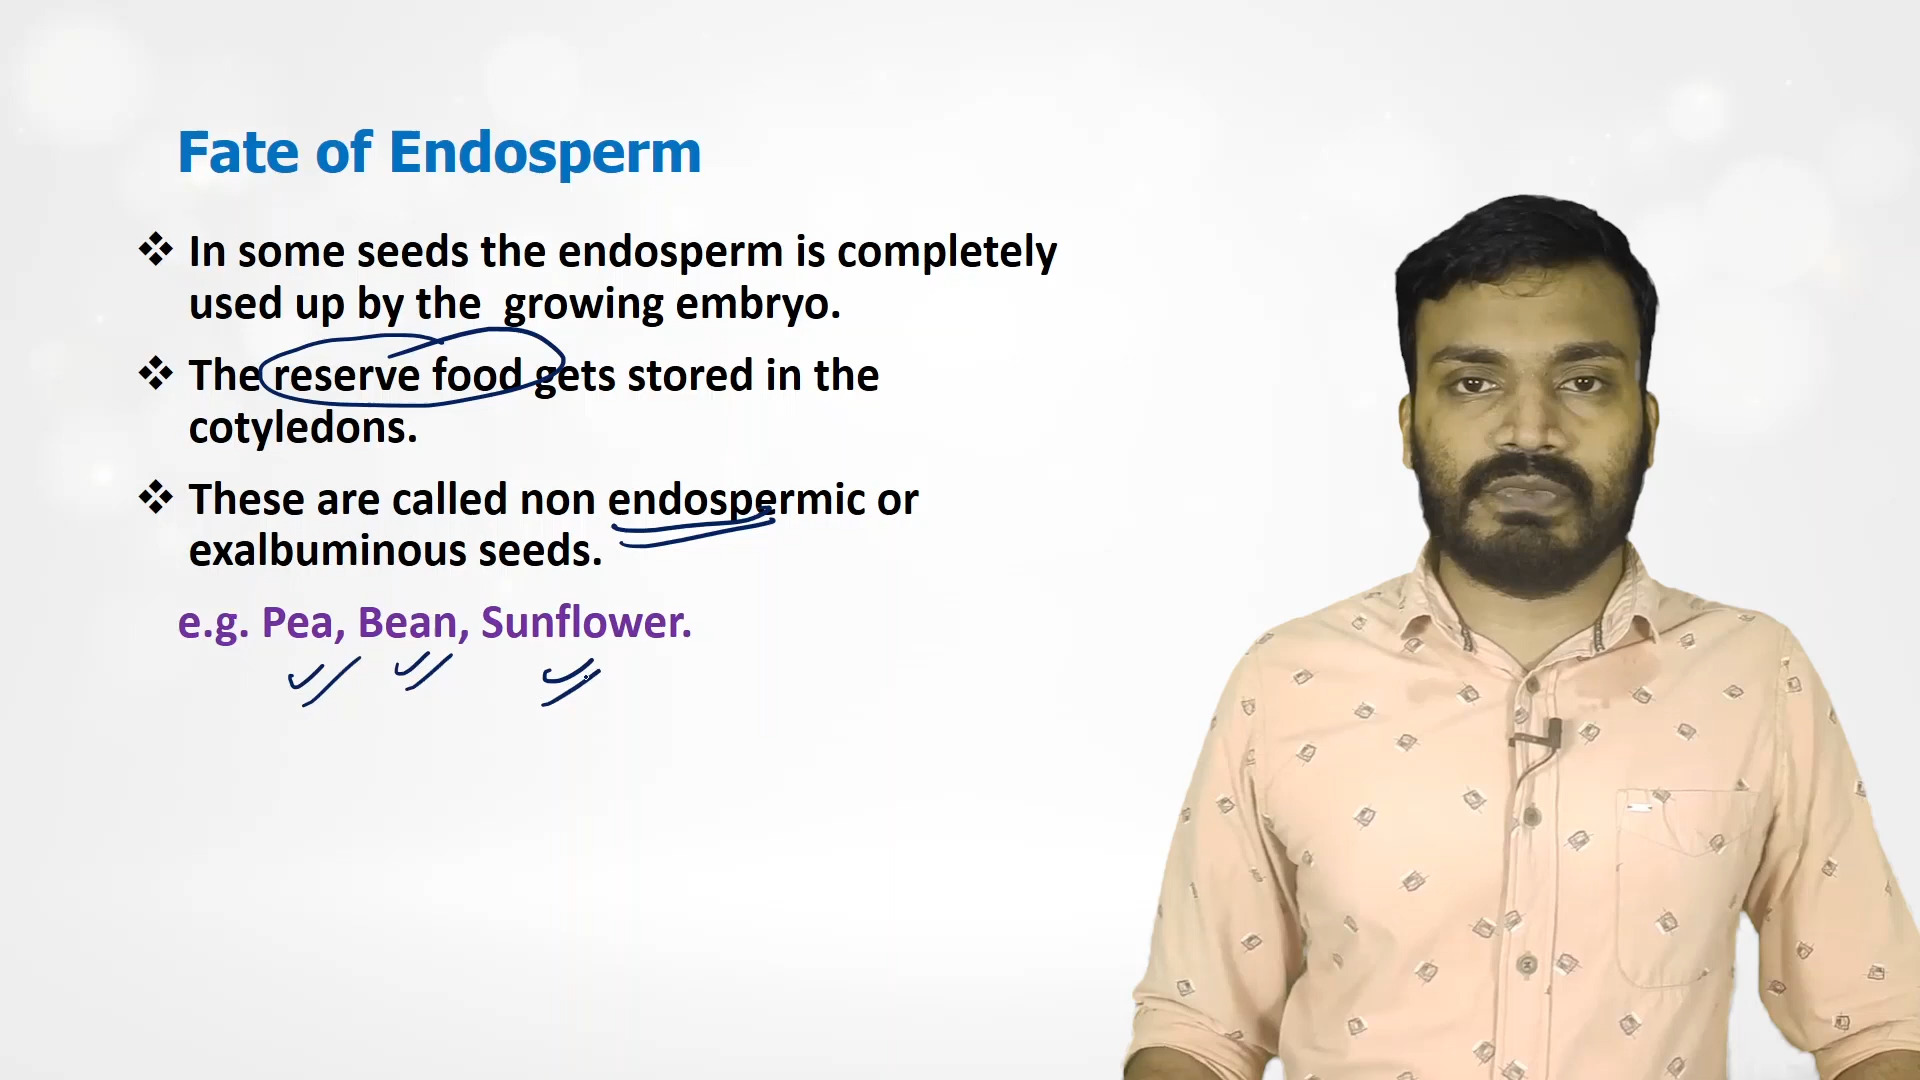 Fate of Endosperm
❖ In some seeds the endosperm is completely
used up by the growing embryo.
❖ The reserve food gets stored in the
cotyledons.
❖ These are called non endospermic or
exalbuminous seeds.
e.g. Pea, Bean, Sunflower.